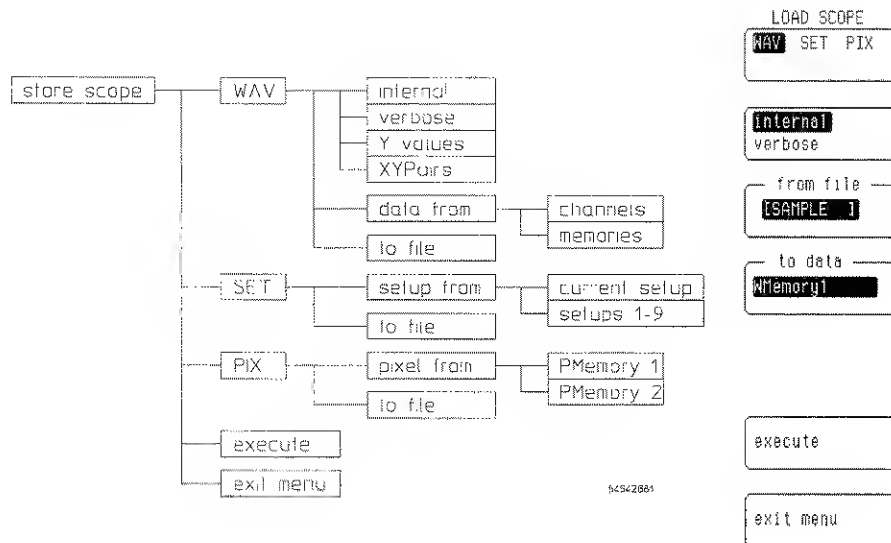 store scope
WAV
internal
verbose
Y values
XYPairs
data from
channels
memories
to file
SET
setup from
current setup
setups 1-9
to file
PIX
pixel from
PMemory 1
PMemory 2
to file
execute
exit menu
LOAD SCOPE
WAV SET PIX
internal
verbose
from file
[SAMPLE ]
to data
WMemory1
execute
exit menu